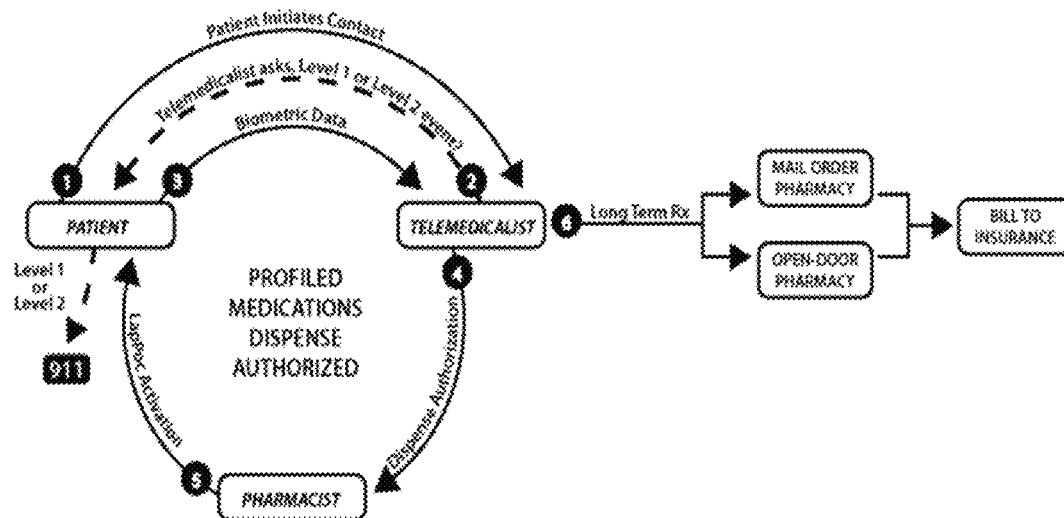 Patient Initiates Contact
Telemedicalist asks, Level 1 or Level 2 event?
Biometric Data
1
3
2
PATIENT
TELEMEDICALIST
6
Long Term Rx
MAIL ORDER
PHARMACY
OPEN-DOOR
PHARMACY
BILL TO
INSURANCE
Level 1
or
Level 2
911
4
PROFILED
MEDICATIONS
DISPENSE
AUTHORIZED
Dispense Authorization
Activation
5
PHARMACIST